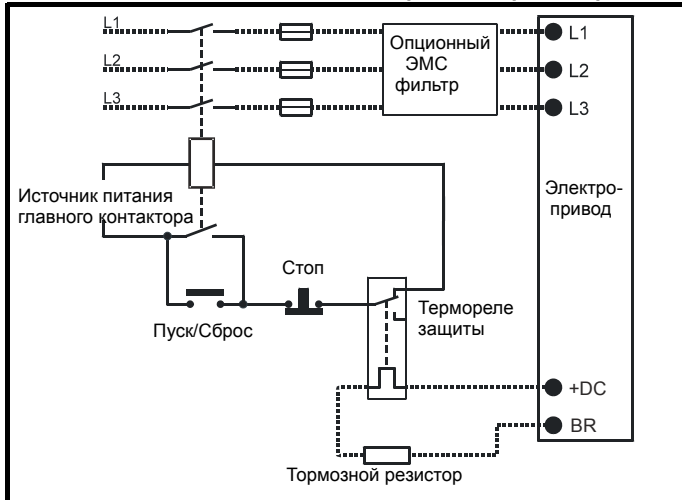 L1
L2
L3
Опционный
ЭМС
фильтр
L1
L2
L3
Источник питания
главного контактора
Электро-
привод
Стоп
Пуск/Сброс
Термореле
защиты
+DC
BR
Тормозной резистор